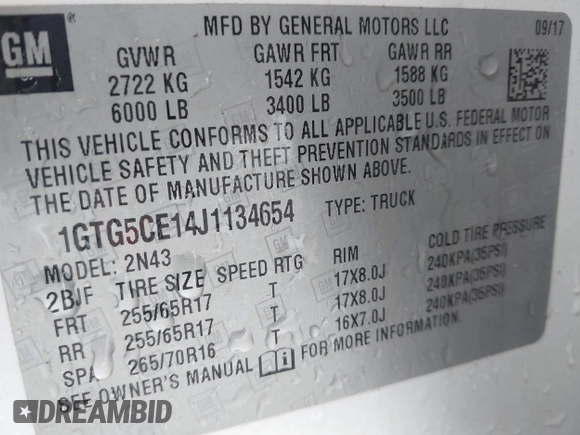 GM
MFD BY GENERAL MOTORS LLC 09/17
GVWR GAWR FRT GAWR RR
2722 KG 1542 KG 1588 KG
6000 LB 3400 LB 3500 LB
THIS VEHICLE CONFORMS TO ALL APPLICABLE U.S. FEDERAL MOTOR
VEHICLE SAFETY AND THEFT PREVENTION STANDARDS IN EFFECT ON
THE DATE OF MANUFACTURE SHOWN ABOVE.
1GTG5CE14J1134654 TYPE: TRUCK
MODEL: 2N43
2BJF TIRE SIZE SPEED RTG RIM COLD TIRE PRESSURE
FRT 255/65R17 T 17X8.0J 240KPA(35PSI)
RR 255/65R17 T 17X8.0J 240KPA(35PSI)
SPA 265/70R16 T 16X7.0J 240KPA(35PSI)
SEE OWNER'S MANUAL FOR MORE INFORMATION.
DREAMBID